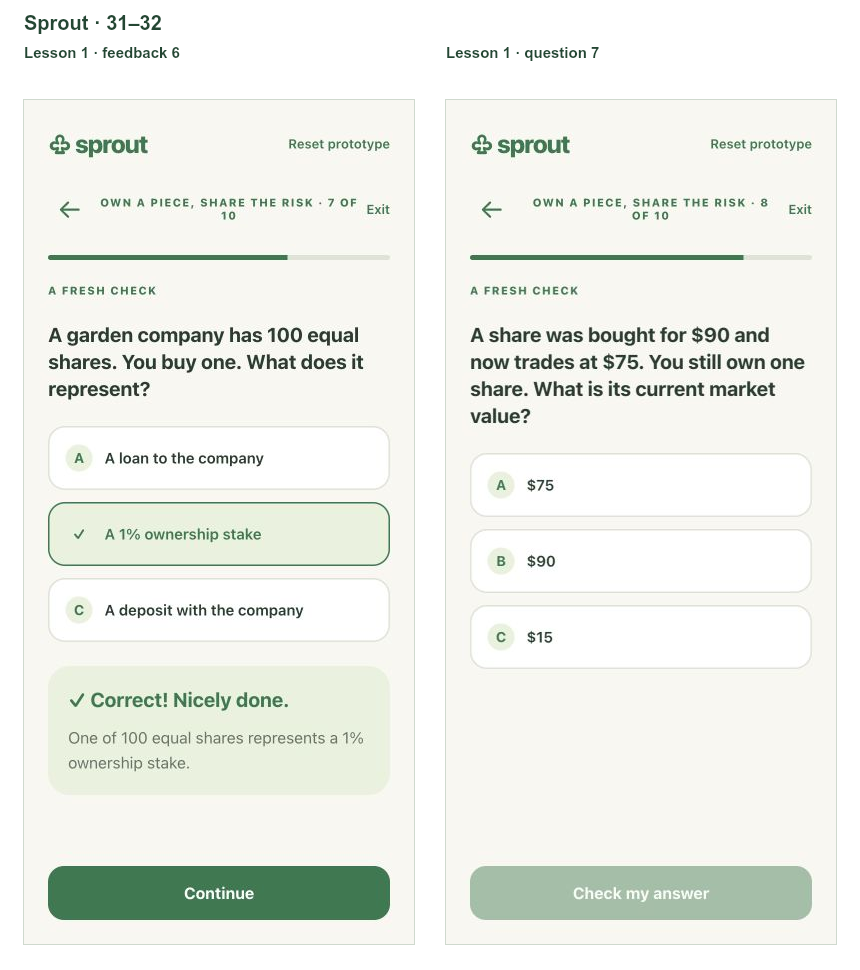 Sprout · 31–32
Lesson 1 · feedback 6
sprout
Reset prototype
OWN A PIECE, SHARE THE RISK · 7 OF
10
Exit
A FRESH CHECK
A garden company has 100 equal
shares. You buy one. What does it
represent?
A A loan to the company
✓ A 1% ownership stake
C A deposit with the company
✓ Correct! Nicely done.
One of 100 equal shares represents a 1%
ownership stake.
Continue
Lesson 1 · question 7
sprout
Reset prototype
OWN A PIECE, SHARE THE RISK · 8
OF 10
Exit
A FRESH CHECK
A share was bought for $90 and
now trades at $75. You still own one
share. What is its current market
value?
A $75
B $90
C $15
Check my answer